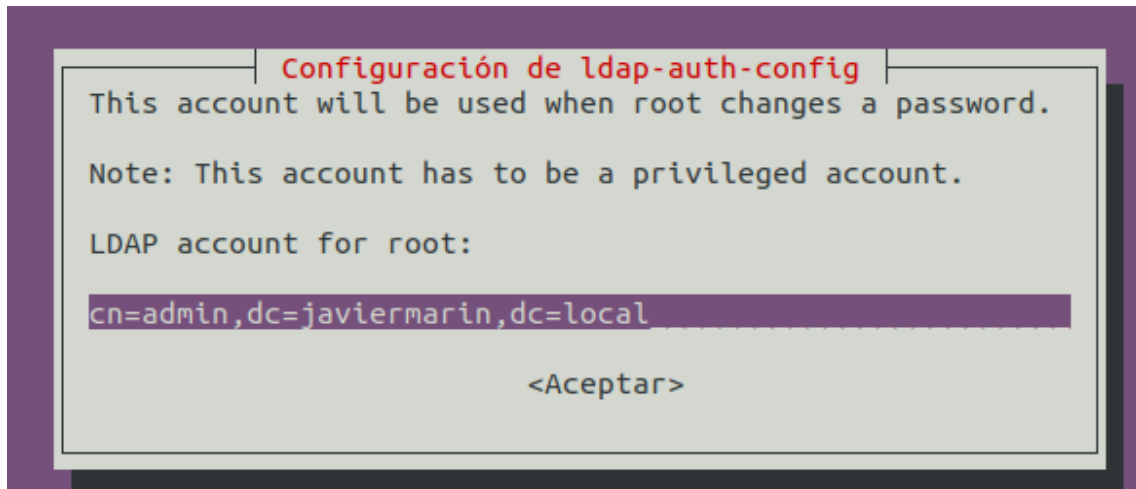 Configuración de ldap-auth-config
This account will be used when root changes a password.
Note: This account has to be a privileged account.
LDAP account for root:
cn=admin,dc=javiermarin,dc=local
<Aceptar>